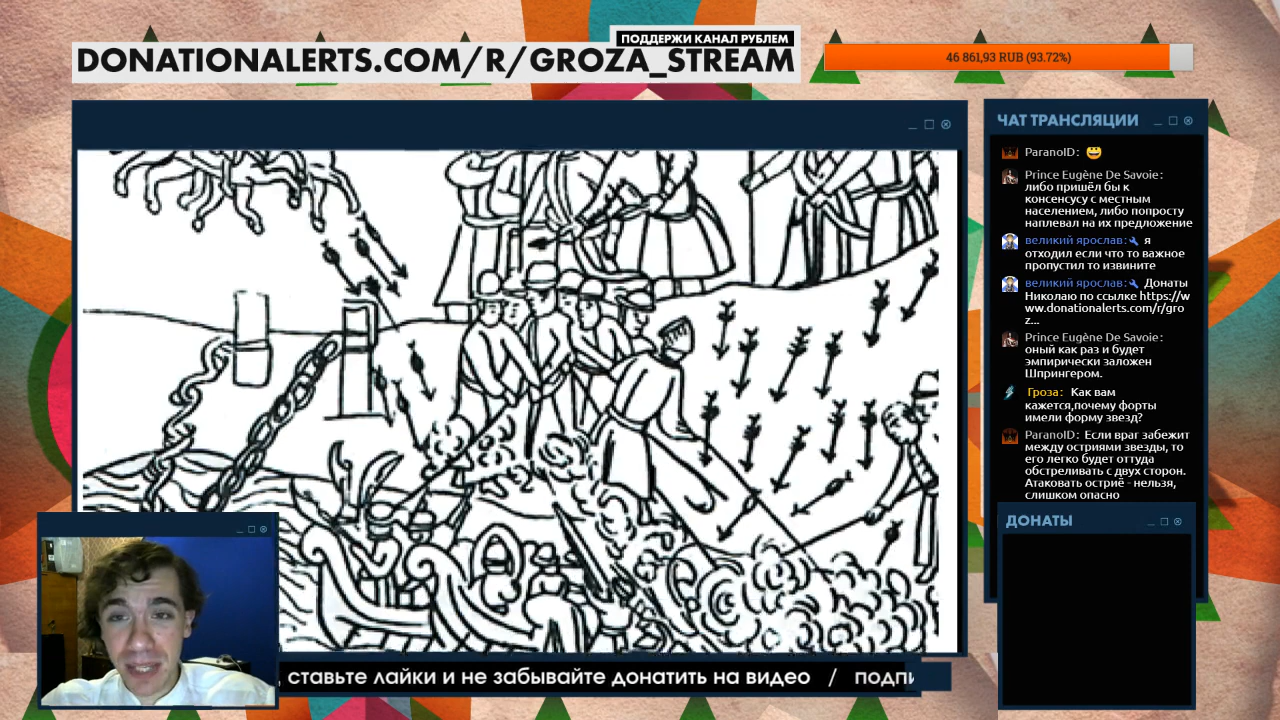 ПОДДЕРЖИ КАНАЛ РУБЛЕМ
DONATIONALERTS.COM/R/GROZA_STREAM
46 861,93 RUB (93.72%)
ЧАТ ТРАНСЛЯЦИИ
ParanoID:
Prince Eugène De Savoie:
либо пришёл бы к
консенсусу с местным
населением, либо попросту
наплевал на их предложение
великий ярослав: я
отходил если что то важное
пропустил то извините
великий ярослав: Донаты
Николаю по ссылке https://w
ww.donationalerts.com/r/gro
z...
Prince Eugène De Savoie:
оный как раз и будет
эмпирически заложен
Шпрингером.
Гроза: Как вам
кажется,почему форты
имели форму звезд?
ParanoID: Если враг забежит
между остриями звезды, то
его легко будет оттуда
обстреливать с двух сторон.
Атаковать остриё - нельзя,
слишком опасно
ДОНАТЫ
ставьте лайки и не забывайте донатить на видео / подпи